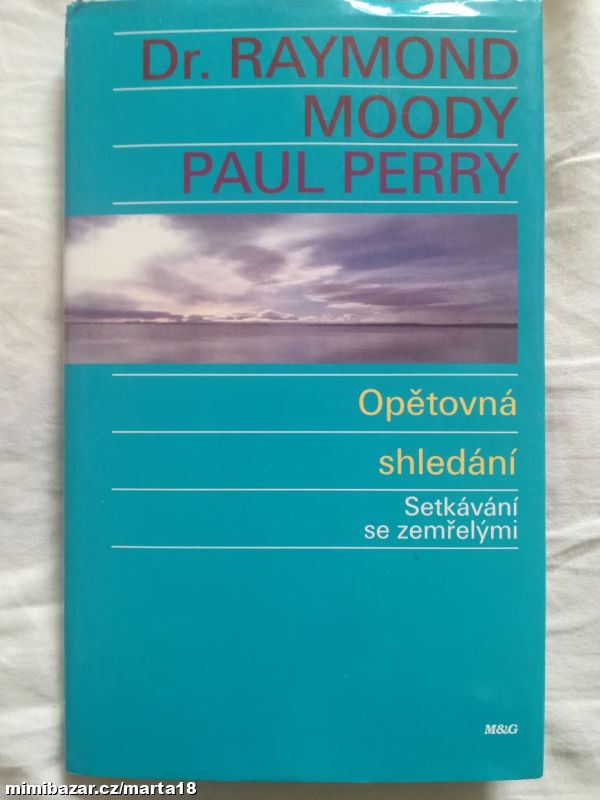 Dr. RAYMOND
MOODY
PAUL PERRY
Opětovná
shledání
Setkávání
se zemřelými
M&G
mimibazar.cz/marta18